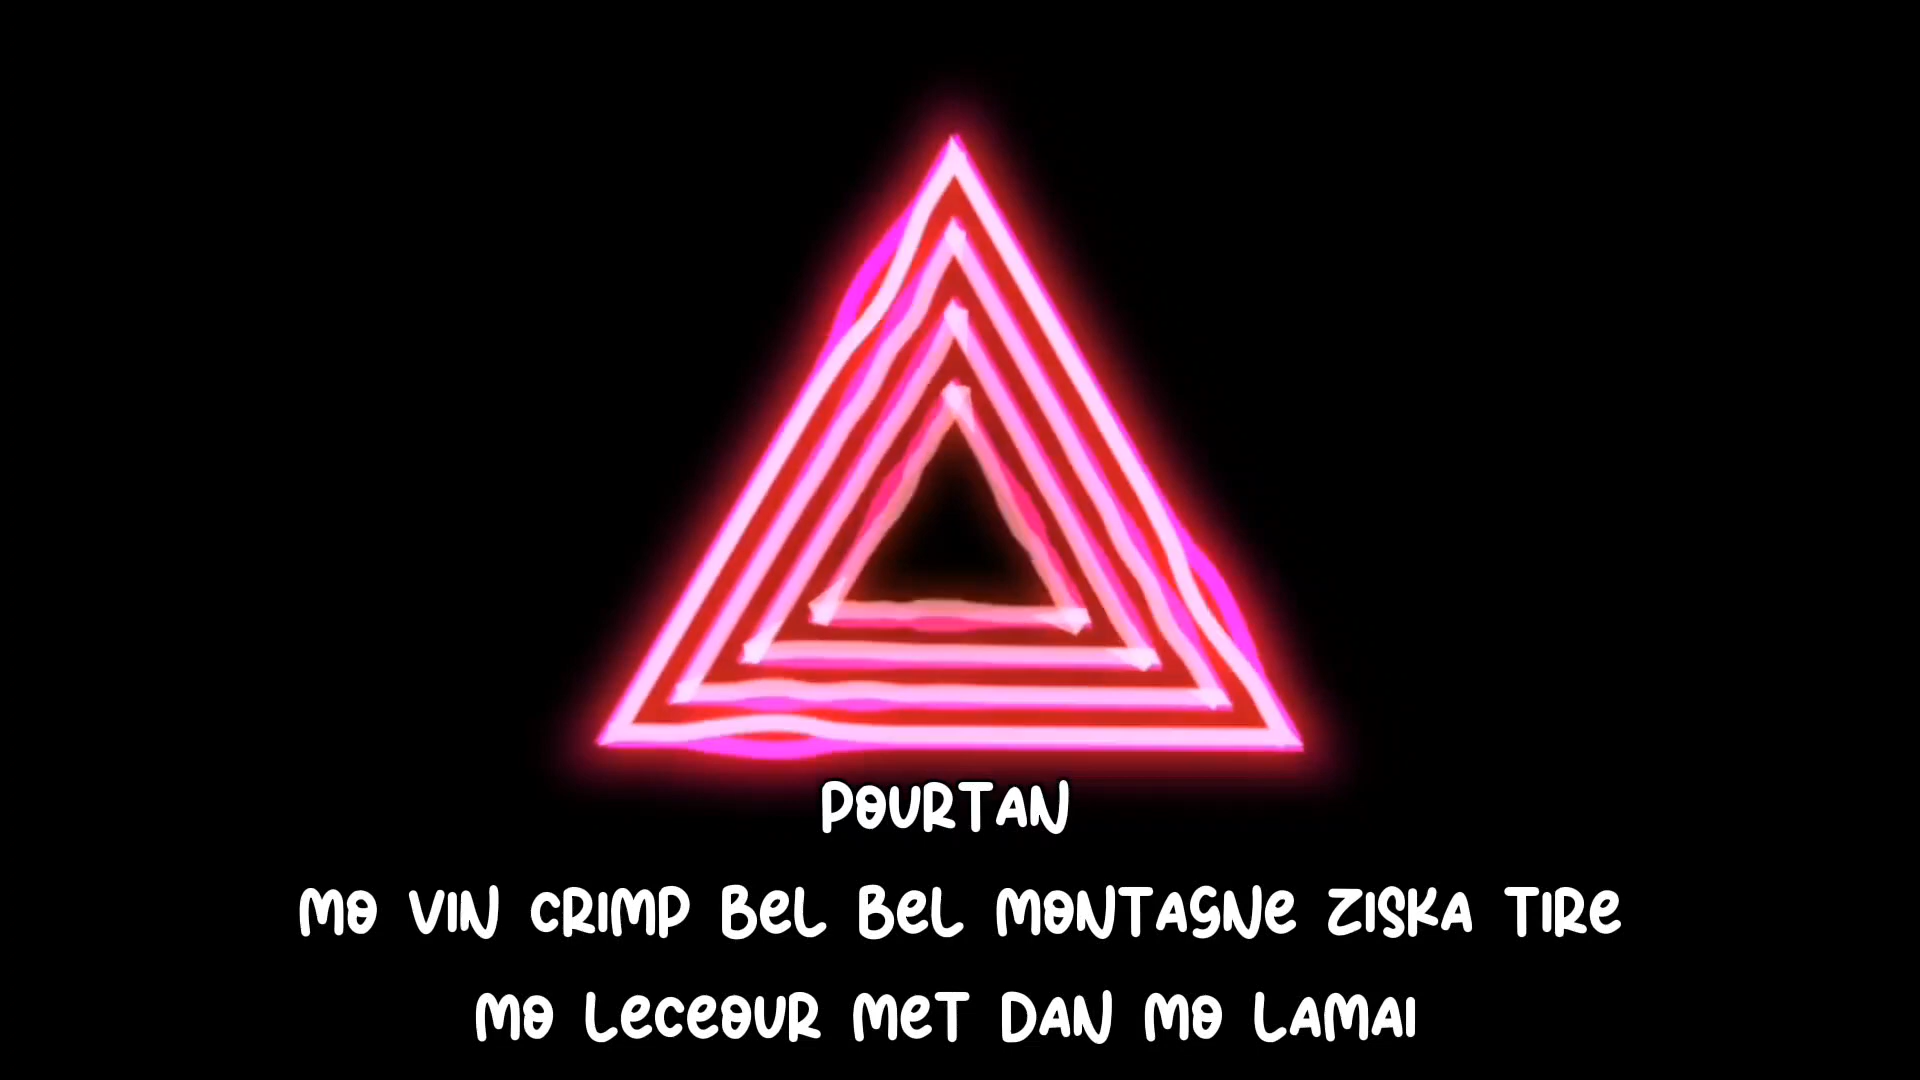 POURTAN
MO VIN CRIMP BEL BEL MONTAGNE ZISKA TIRE
MO LECEOUR MET DAN MO LAMAI